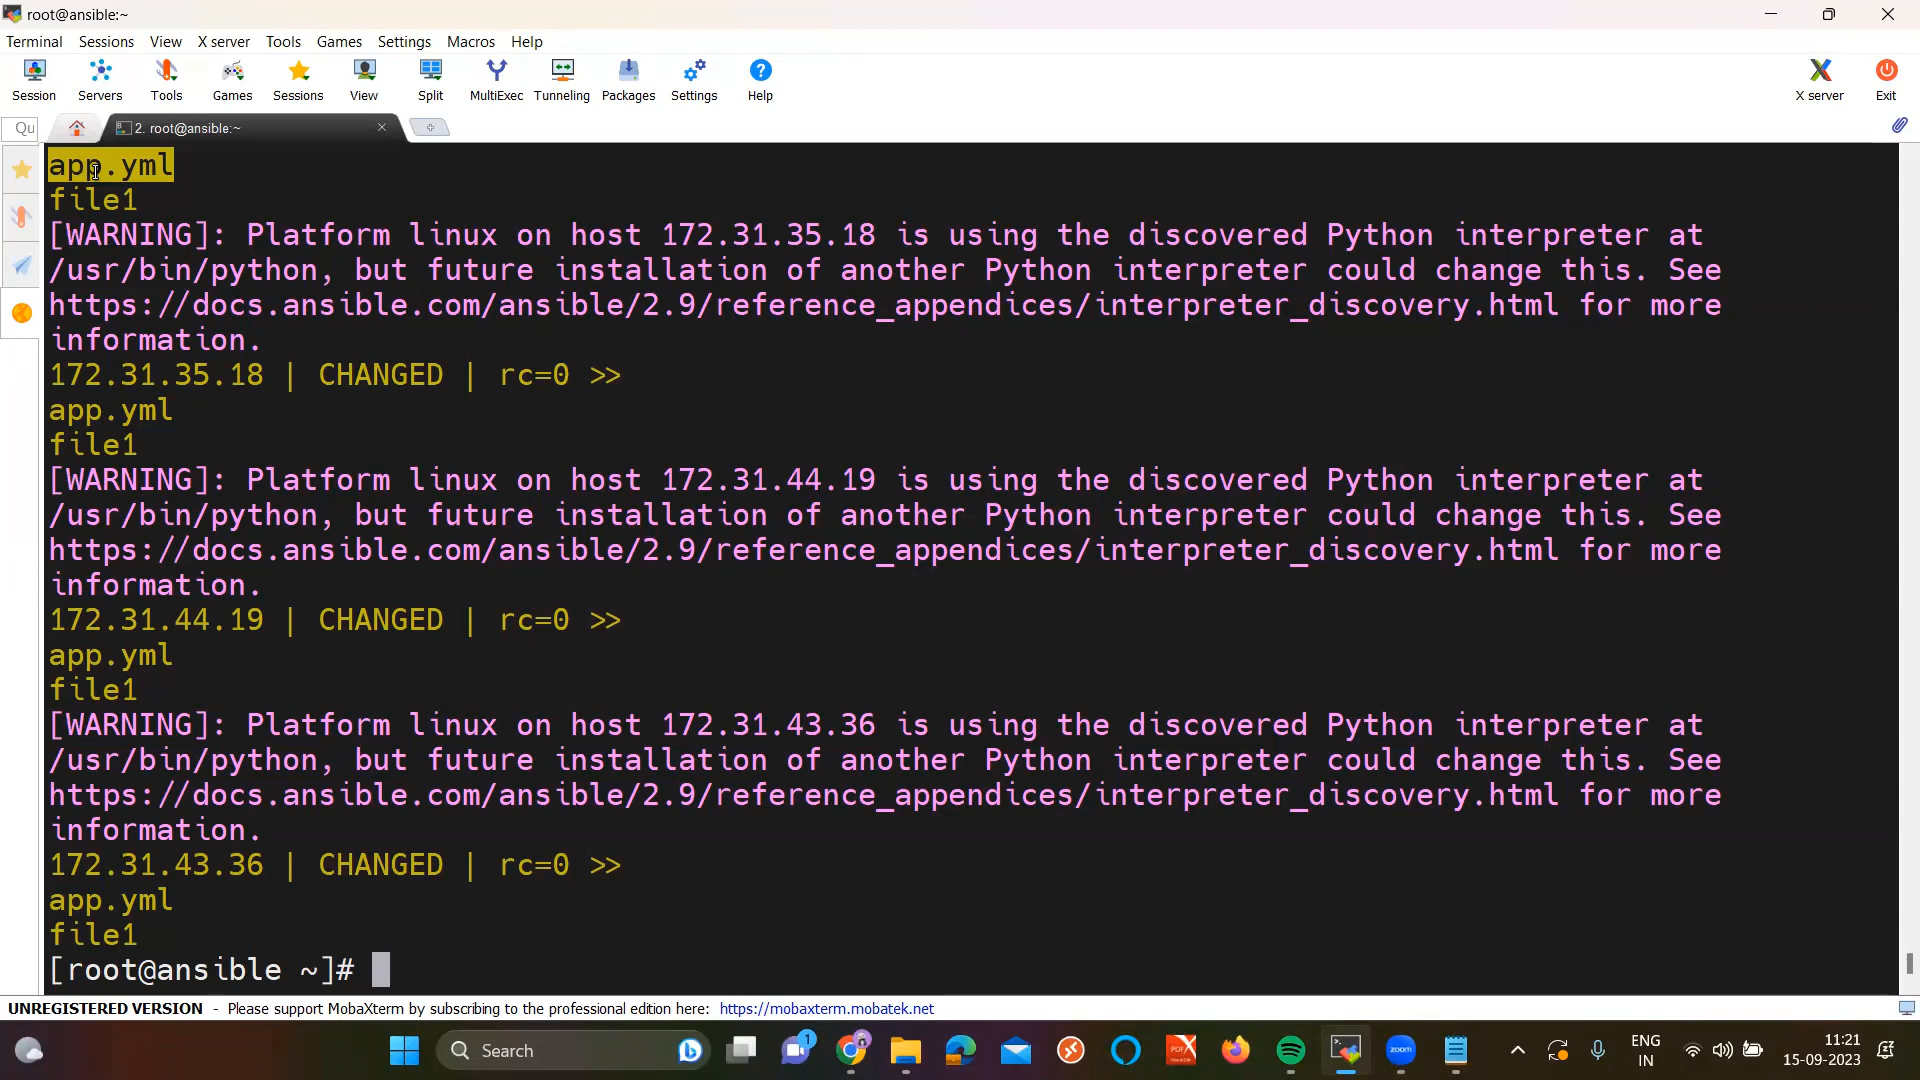 root@ansible:~
Terminal Sessions View X server Tools Games Settings Macros Help
Session Servers Tools Games Sessions View Split MultiExec Tunneling Packages Settings Help X server Exit
Qu
2. root@ansible:~
app.yml
file1
[WARNING]: Platform linux on host 172.31.35.18 is using the discovered Python interpreter at
/usr/bin/python, but future installation of another Python interpreter could change this. See
https://docs.ansible.com/ansible/2.9/reference_appendices/interpreter_discovery.html for more
information.
172.31.35.18 | CHANGED | rc=0 >>
app.yml
file1
[WARNING]: Platform linux on host 172.31.44.19 is using the discovered Python interpreter at
/usr/bin/python, but future installation of another Python interpreter could change this. See
https://docs.ansible.com/ansible/2.9/reference_appendices/interpreter_discovery.html for more
information.
172.31.44.19 | CHANGED | rc=0 >>
app.yml
file1
[WARNING]: Platform linux on host 172.31.43.36 is using the discovered Python interpreter at
/usr/bin/python, but future installation of another Python interpreter could change this. See
https://docs.ansible.com/ansible/2.9/reference_appendices/interpreter_discovery.html for more
information.
172.31.43.36 | CHANGED | rc=0 >>
app.yml
file1
[root@ansible ~]#
UNREGISTERED VERSION - Please support MobaXterm by subscribing to the professional edition here: https://mobaxterm.mobatek.net
Search 1 zoom ENG 11:21
IN 15-09-2023